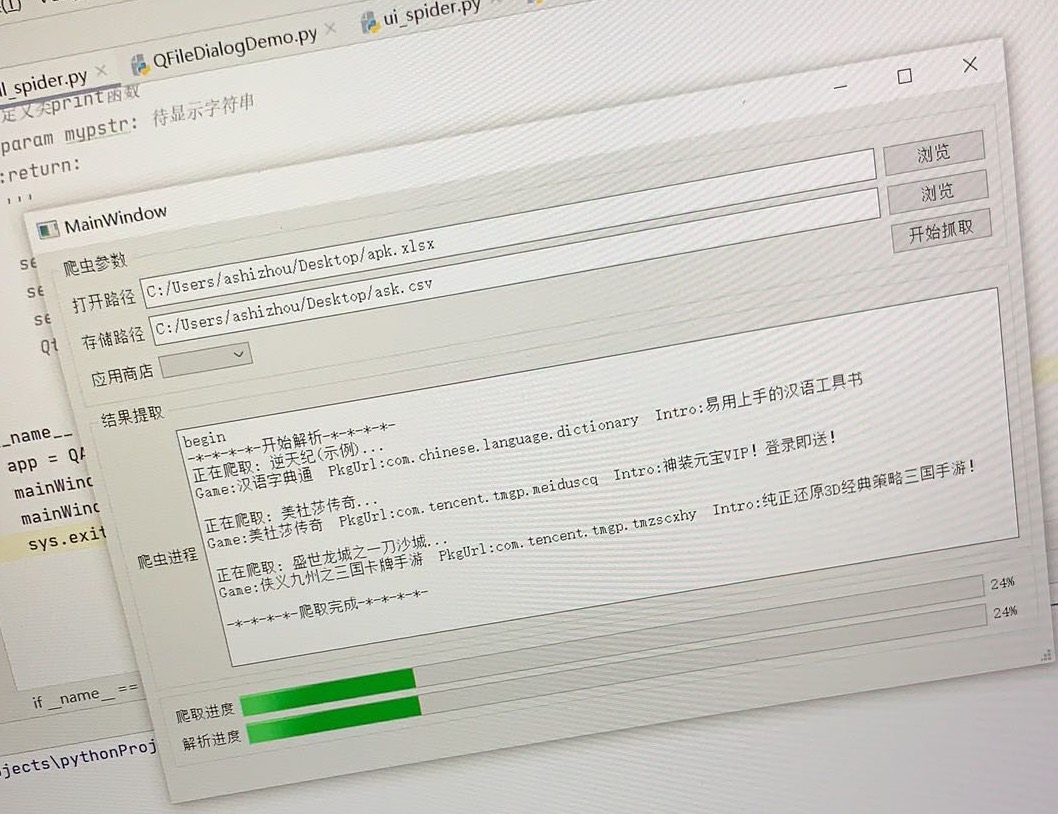 l_spider.py
QFileDialogDemo.py
ui_spider.py
定义类print函数
param mypstr: 待显示字符串
:return:
'''
se
se
se
Qt
_name__
app = QA
mainWind
mainWind
sys.exit
MainWindow
爬虫参数
打开路径 C:/Users/ashizhou/Desktop/apk.xlsx 浏览
存储路径 C:/Users/ashizhou/Desktop/ask.csv 浏览
应用商店 开始抓取
结果提取
爬虫进程
begin
-*-*-*-*-开始解析-*-*-*-*-
正在爬取: 逆天纪(示例)...
Game:汉语字典通 PkgUrl:com.chinese.language.dictionary Intro:易用上手的汉语工具书
正在爬取: 美杜莎传奇...
Game:美杜莎传奇 PkgUrl:com.tencent.tmgp.meiduscq Intro:神装元宝VIP! 登录即送!
正在爬取: 盛世龙城之一刀沙城...
Game:侠义九州之三国卡牌手游 PkgUrl:com.tencent.tmgp.tmzscxhy Intro:纯正还原3D经典策略三国手游!
-*-*-*-*-爬取完成-*-*-*-*-
爬取进度 24%
解析进度 24%
if __name__ ==
jects\pythonProj